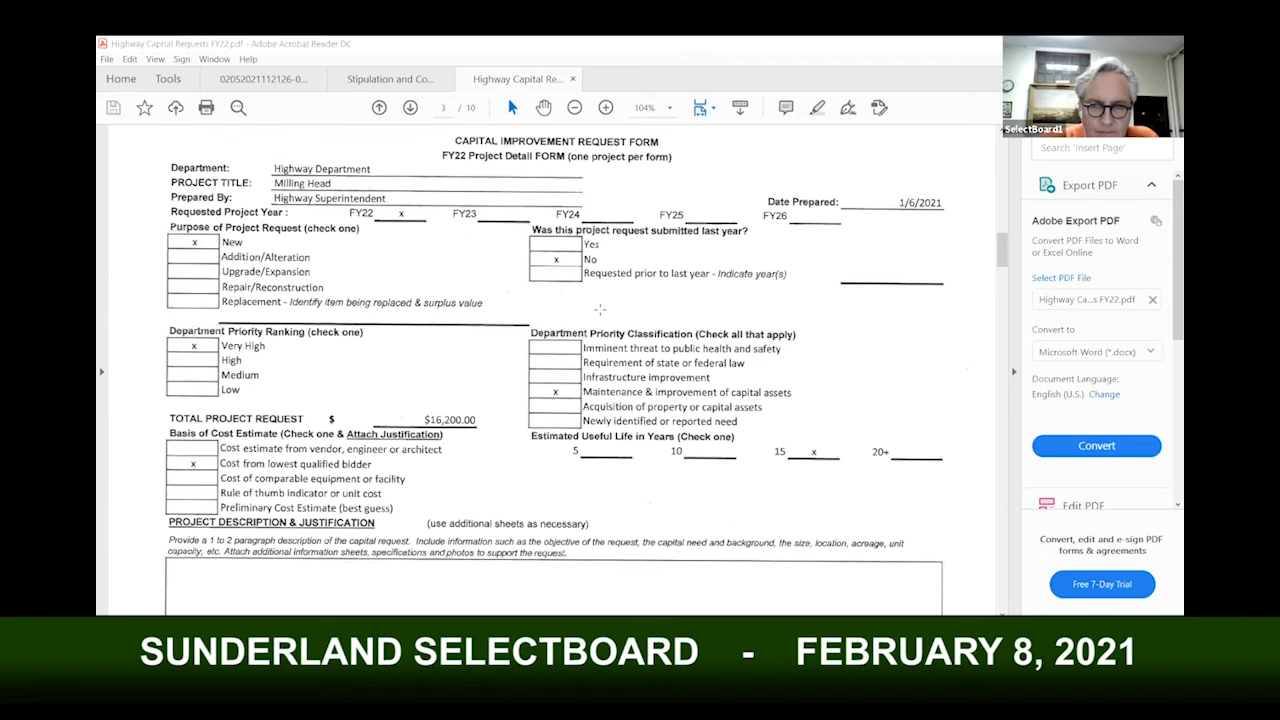 Highway Capital Requests FY22.pdf - Adobe Acrobat Reader DC
File Edit View Sign Window Help
Home Tools 02052021112126-0... Stipulation and Co... Highway Capital Re... ×
3 / 10 104%
SelectBoard1
Search 'Insert Page'
Export PDF
Adobe Export PDF
Convert PDF Files to Word
or Excel Online
Select PDF File
Highway Ca...s FY22.pdf
Convert to
Microsoft Word (*.docx)
Document Language:
English (U.S.) Change
Convert
Edit PDF
Convert, edit and e-sign PDF
forms & agreements
Free 7-Day Trial
CAPITAL IMPROVEMENT REQUEST FORM
FY22 Project Detail FORM (one project per form)
Department: Highway Department
PROJECT TITLE: Milling Head
Prepared By: Highway Superintendent
Date Prepared: 1/6/2021
Requested Project Year : FY22 x FY23 FY24 FY25 FY26
Purpose of Project Request (check one)
x New
Addition/Alteration
Upgrade/Expansion
Repair/Reconstruction
Replacement - Identify item being replaced & surplus value
Was this project request submitted last year?
Yes
x No
Requested prior to last year - Indicate year(s)
Department Priority Ranking (check one)
x Very High
High
Medium
Low
Department Priority Classification (Check all that apply)
Imminent threat to public health and safety
Requirement of state or federal law
Infrastructure improvement
x Maintenance & improvement of capital assets
Acquisition of property or capital assets
Newly identified or reported need
TOTAL PROJECT REQUEST $ $16,200.00
Basis of Cost Estimate (Check one & Attach Justification)
Cost estimate from vendor, engineer or architect
x Cost from lowest qualified bidder
Cost of comparable equipment or facility
Rule of thumb indicator or unit cost
Preliminary Cost Estimate (best guess)
Estimated Useful Life in Years (Check one)
5 10 15 x 20+
PROJECT DESCRIPTION & JUSTIFICATION (use additional sheets as necessary)
Provide a 1 to 2 paragraph description of the capital request. Include information such as the objective of the request, the capital need and background, the size, location, acreage, unit
capacity, etc. Attach additional information sheets, specifications and photos to support the request.
SUNDERLAND SELECTBOARD - FEBRUARY 8, 2021